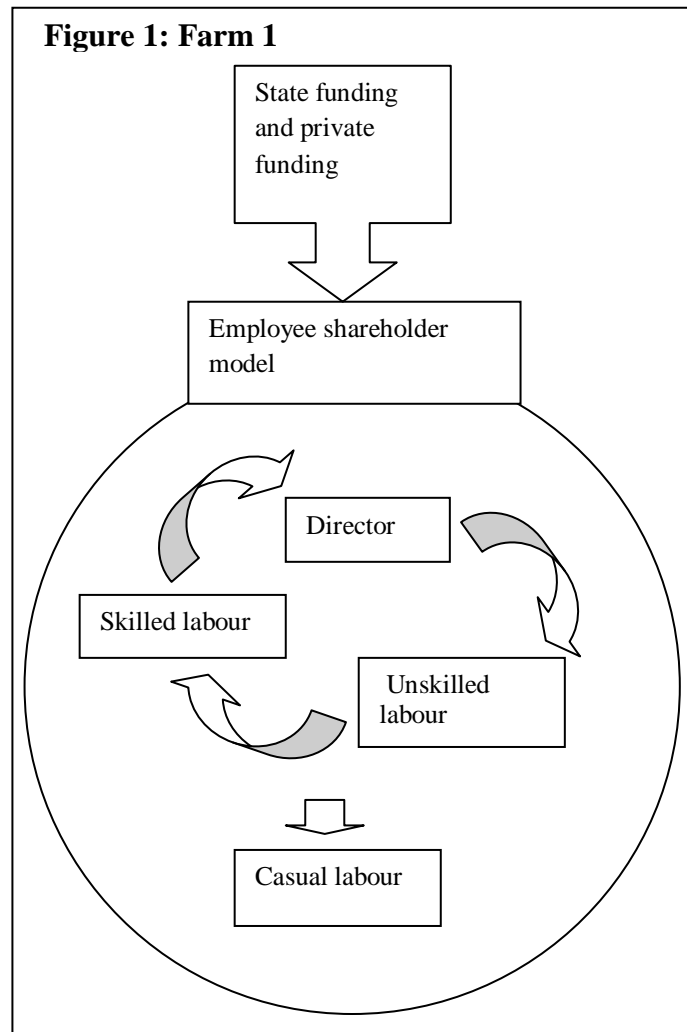 Figure 1: Farm 1
State funding
and private
funding
Employee shareholder
model
Director
Skilled labour
Unskilled
labour
Casual labour